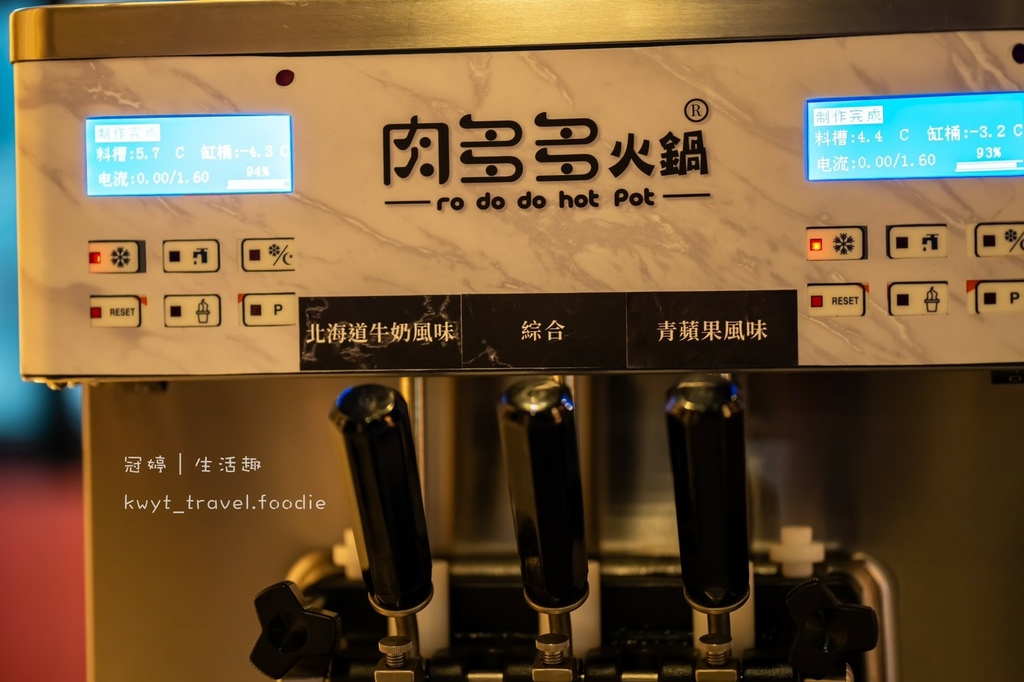 肉多多火鍋®
ro do do hot Pot
制作完成
料槽:5.7 C 缸桶:-4.3 C
电流:0.00/1.60 94%
制作完成
料槽:4.4 C 缸桶:-3.2 C
电流:0.00/1.60 93%
RESET
P
RESET
P
北海道牛奶風味
綜合
青蘋果風味
冠婷｜生活趣
kwyt_travel.foodie